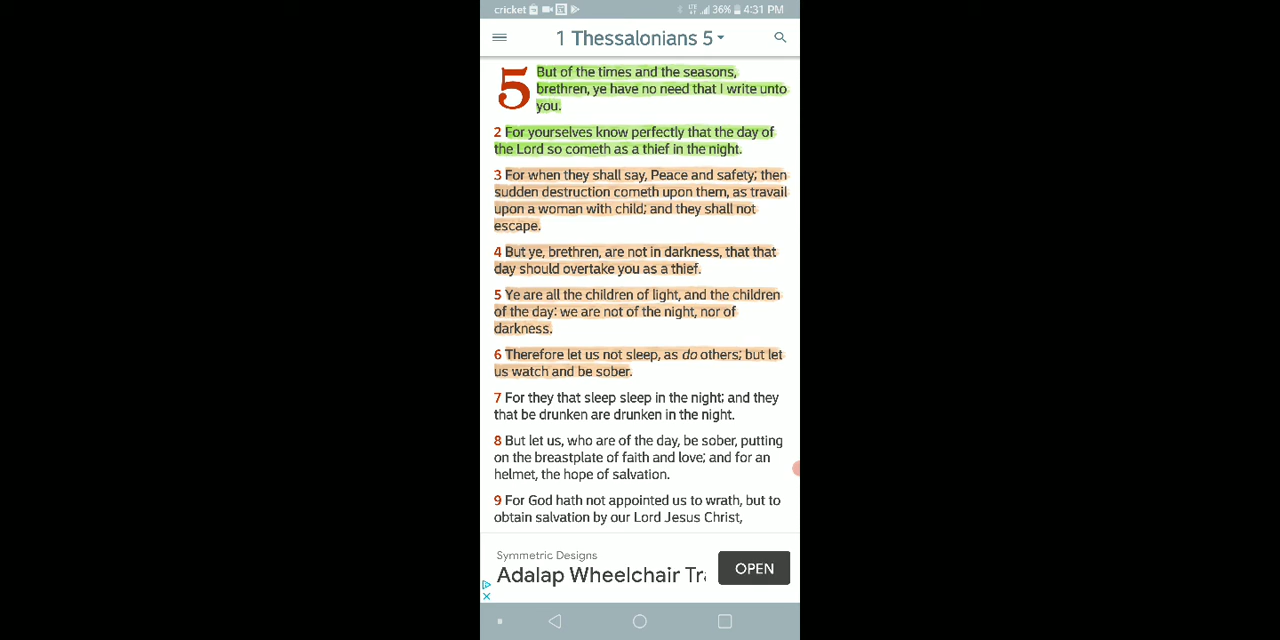 cricket 36% 4:31 PM
1 Thessalonians 5
5 But of the times and the seasons,
brethren, ye have no need that I write unto
you.
2 For yourselves know perfectly that the day of
the Lord so cometh as a thief in the night.
3 For when they shall say, Peace and safety; then
sudden destruction cometh upon them, as travail
upon a woman with child; and they shall not
escape.
4 But ye, brethren, are not in darkness, that that
day should overtake you as a thief.
5 Ye are all the children of light, and the children
of the day: we are not of the night, nor of
darkness.
6 Therefore let us not sleep, as do others; but let
us watch and be sober.
7 For they that sleep sleep in the night; and they
that be drunken are drunken in the night.
8 But let us, who are of the day, be sober, putting
on the breastplate of faith and love; and for an
helmet, the hope of salvation.
9 For God hath not appointed us to wrath, but to
obtain salvation by our Lord Jesus Christ,
Symmetric Designs
Adalap Wheelchair Tra
OPEN